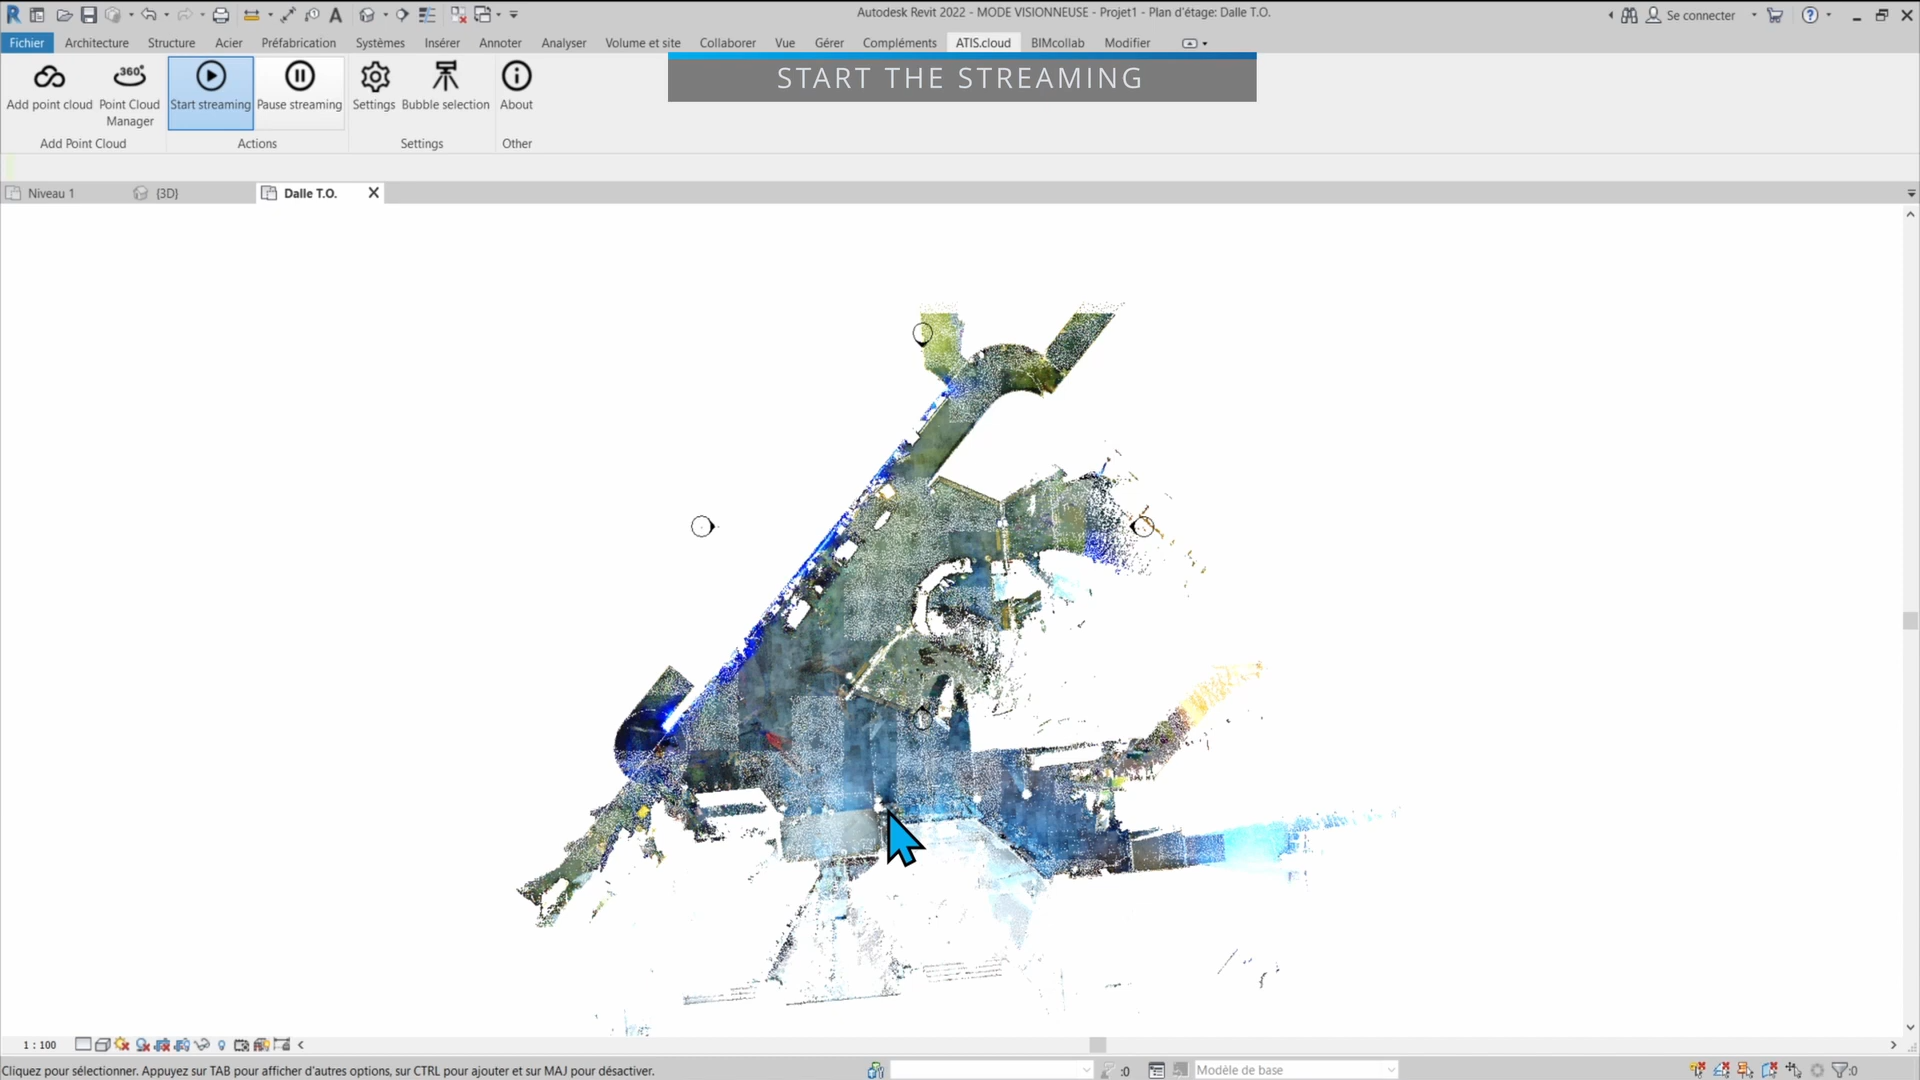 Autodesk Revit 2022 - MODE VISIONNEUSE - Projet1 - Plan d'étage: Dalle T.O.
Se connecter
Fichier Architecture Structure Acier Préfabrication Systèmes Insérer Annoter Analyser Volume et site Collaborer Vue Gérer Compléments ATIS.cloud BIMcollab Modifier
START THE STREAMING
360°
Add point cloud Point Cloud Manager Start streaming Pause streaming Settings Bubble selection About
Add Point Cloud Actions Settings Other
Niveau 1 {3D} Dalle T.O.
1 : 100
Cliquez pour sélectionner. Appuyez sur TAB pour afficher d'autres options, sur CTRL pour ajouter et sur MAJ pour désactiver.
:0
Modèle de base
:0